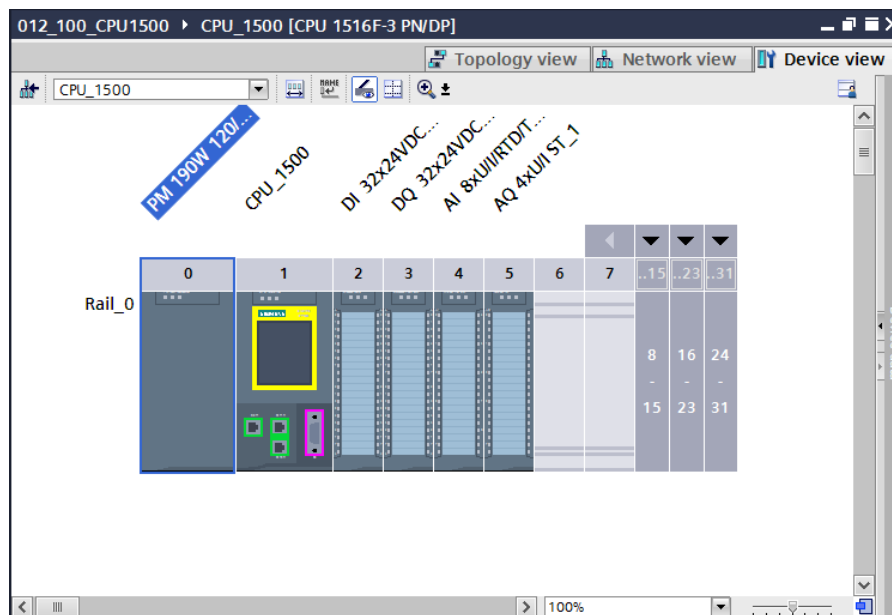 012_100_CPU1500 ▸ CPU_1500 [CPU 1516F-3 PN/DP]
Topology view Network view Device view
CPU_1500
PM 190W 120/...
CPU_1500
DI 32x24VDC...
DQ 32x24VDC...
AI 8xU/I/RTD/T...
AQ 4xU/I ST_1
0 1 2 3 4 5 6 7 ..15 ..23 ..31
Rail_0
SIEMENS
8 16 24
- - -
15 23 31
100%